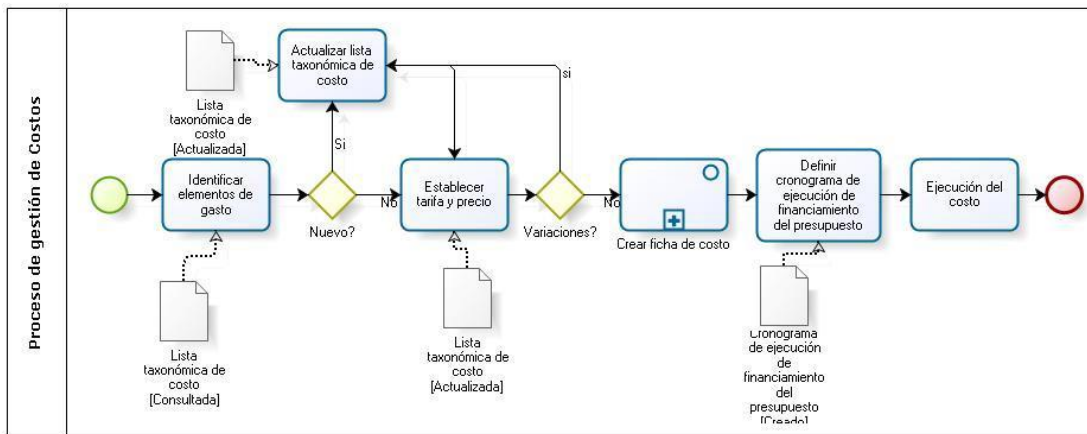 Proceso de gestión de Costos
Actualizar lista
taxonómica de
costo
Lista
taxonómica de
costo
[Actualizada]
si
Si
Identificar
elementos de
gasto
Nuevo?
No
Establecer
tarifa y precio
Variaciones?
No
Crear ficha de costo
Definir
cronograma de
ejecución de
financiamiento
del presupuesto
Ejecución del
costo
Lista
taxonómica de
costo
[Consultada]
Lista
taxonómica de
costo
[Actualizada]
Cronograma
de ejecución
de
financiamiento
del
presupuesto
[Creado]